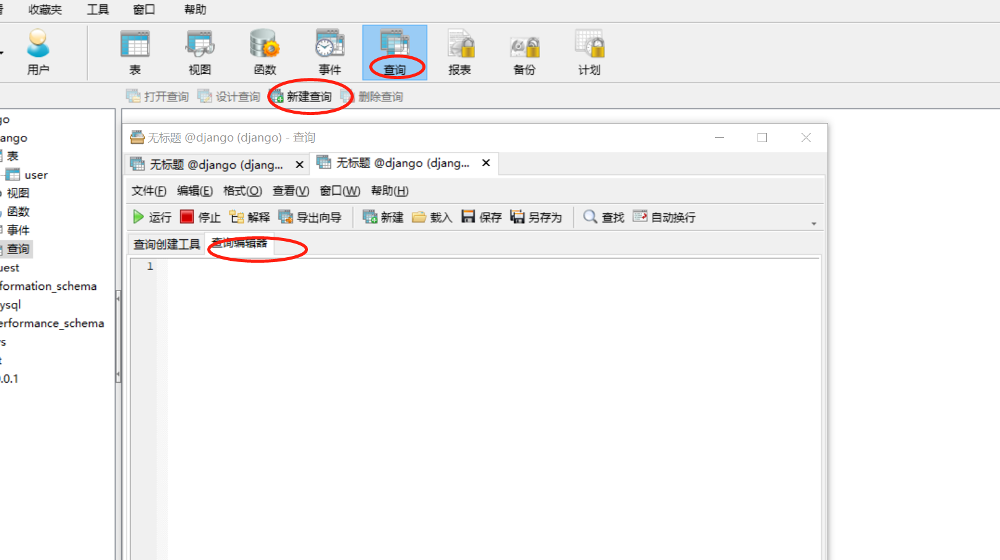 收藏夹 工具 窗口 帮助
用户 表 视图 函数 事件 查询 报表 备份 计划
打开查询 设计查询 新建查询 删除查询
go
ango
表
user
视图
函数
事件
查询
uest
formation_schema
ysql
erformance_schema
s
t
.0.1
无标题 @django (django) - 查询
无标题 @django (djang... 无标题 @django (djang...
文件(F) 编辑(E) 格式(O) 查看(V) 窗口(W) 帮助(H)
运行 停止 解释 导出向导 新建 载入 保存 另存为 查找 自动换行
查询创建工具 查询编辑器
1